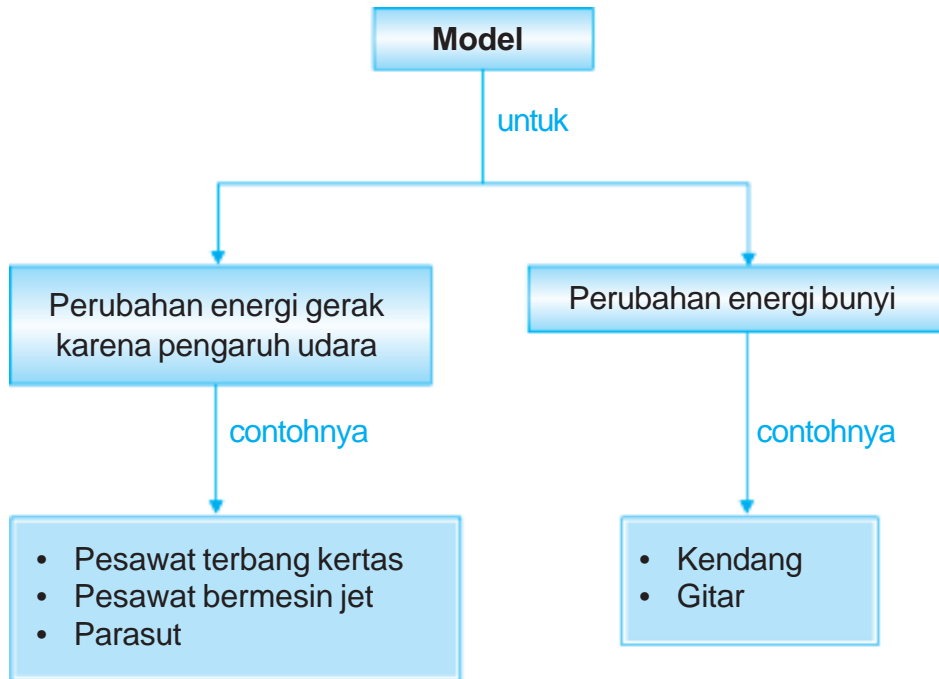 Model
untuk
Perubahan energi gerak
karena pengaruh udara
Perubahan energi bunyi
contohnya
contohnya
• Pesawat terbang kertas
• Pesawat bermesin jet
• Parasut
• Kendang
• Gitar